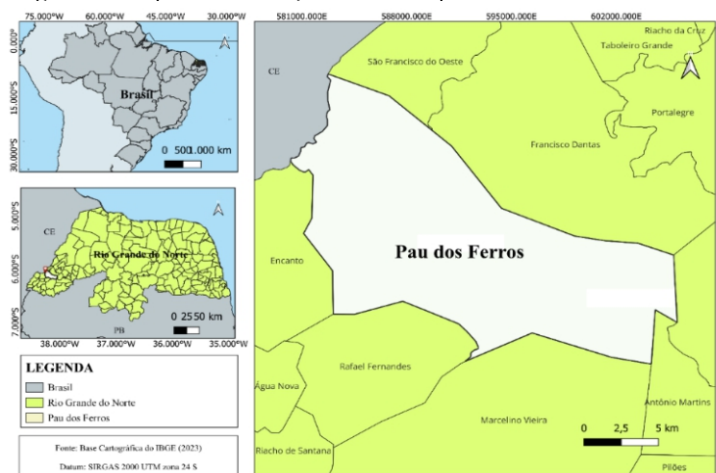 75.000°W
60.000°W
45.000°W
30.000°W
0.000°
15.000°S
30.000°S
Brasil
0 500 1.000 km
5.000°S
6.000°S
7.000°S
CE
Rio Grande do Norte
PB
0 25 50 km
38.000°W
37.000°W
36.000°W
35.000°W
LEGENDA
Brasil
Rio Grande do Norte
Pau dos Ferros
Fonte: Base Cartográfica do IBGE (2023)
Datum: SIRGAS 2000 UTM zona 24 S
581000.000E
588000.000E
595000.000E
602000.000E
CE
São Francisco do Oeste
Riacho da Cruz
Taboleiro Grande
Portalegre
Francisco Dantas
Pau dos Ferros
Encanto
Rafael Fernandes
Água Nova
Riacho de Santana
Marcelino Vieira
Antônio Martins
Pilões
0 2,5 5 km